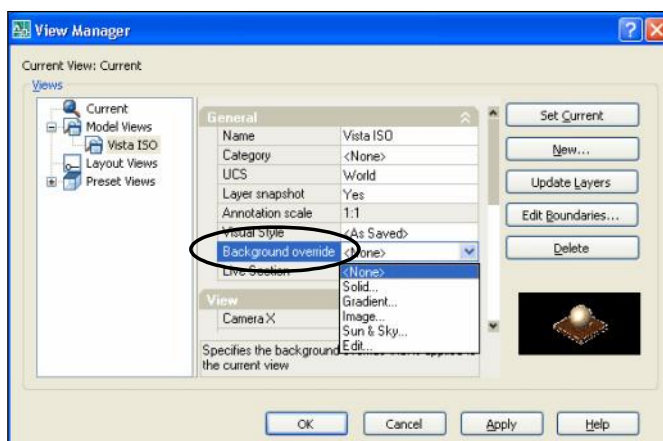 View Manager
Current View: Current
Views
Current
Model Views
Vista ISO
Layout Views
Preset Views
General
Name Vista ISO
Category <None>
UCS World
Layer snapshot Yes
Annotation scale 1:1
Visual Style <As Saved>
Background override <None>
Live Section
<None>
Solid...
Gradient...
Image...
Sun & Sky...
Edit...
View
Camera X
Specifies the background
the current view
Set Current
New...
Update Layers
Edit Boundaries...
Delete
OK Cancel Apply Help